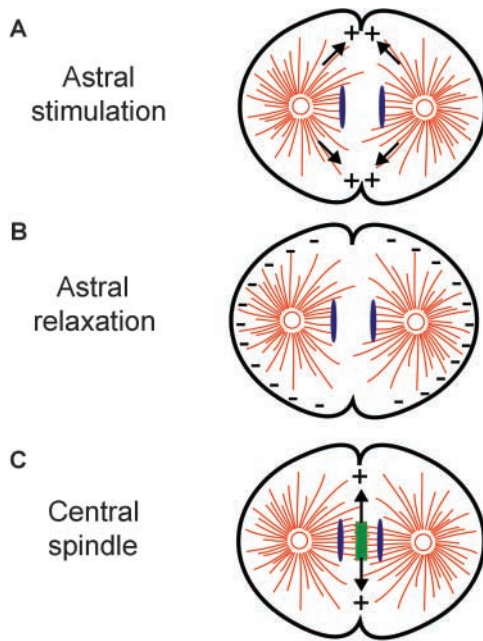 A
Astral
stimulation
+ +
+ +
B
Astral
relaxation
- - - - - - - - - - - - - - - - - - - - - -
C
Central
spindle
+
+